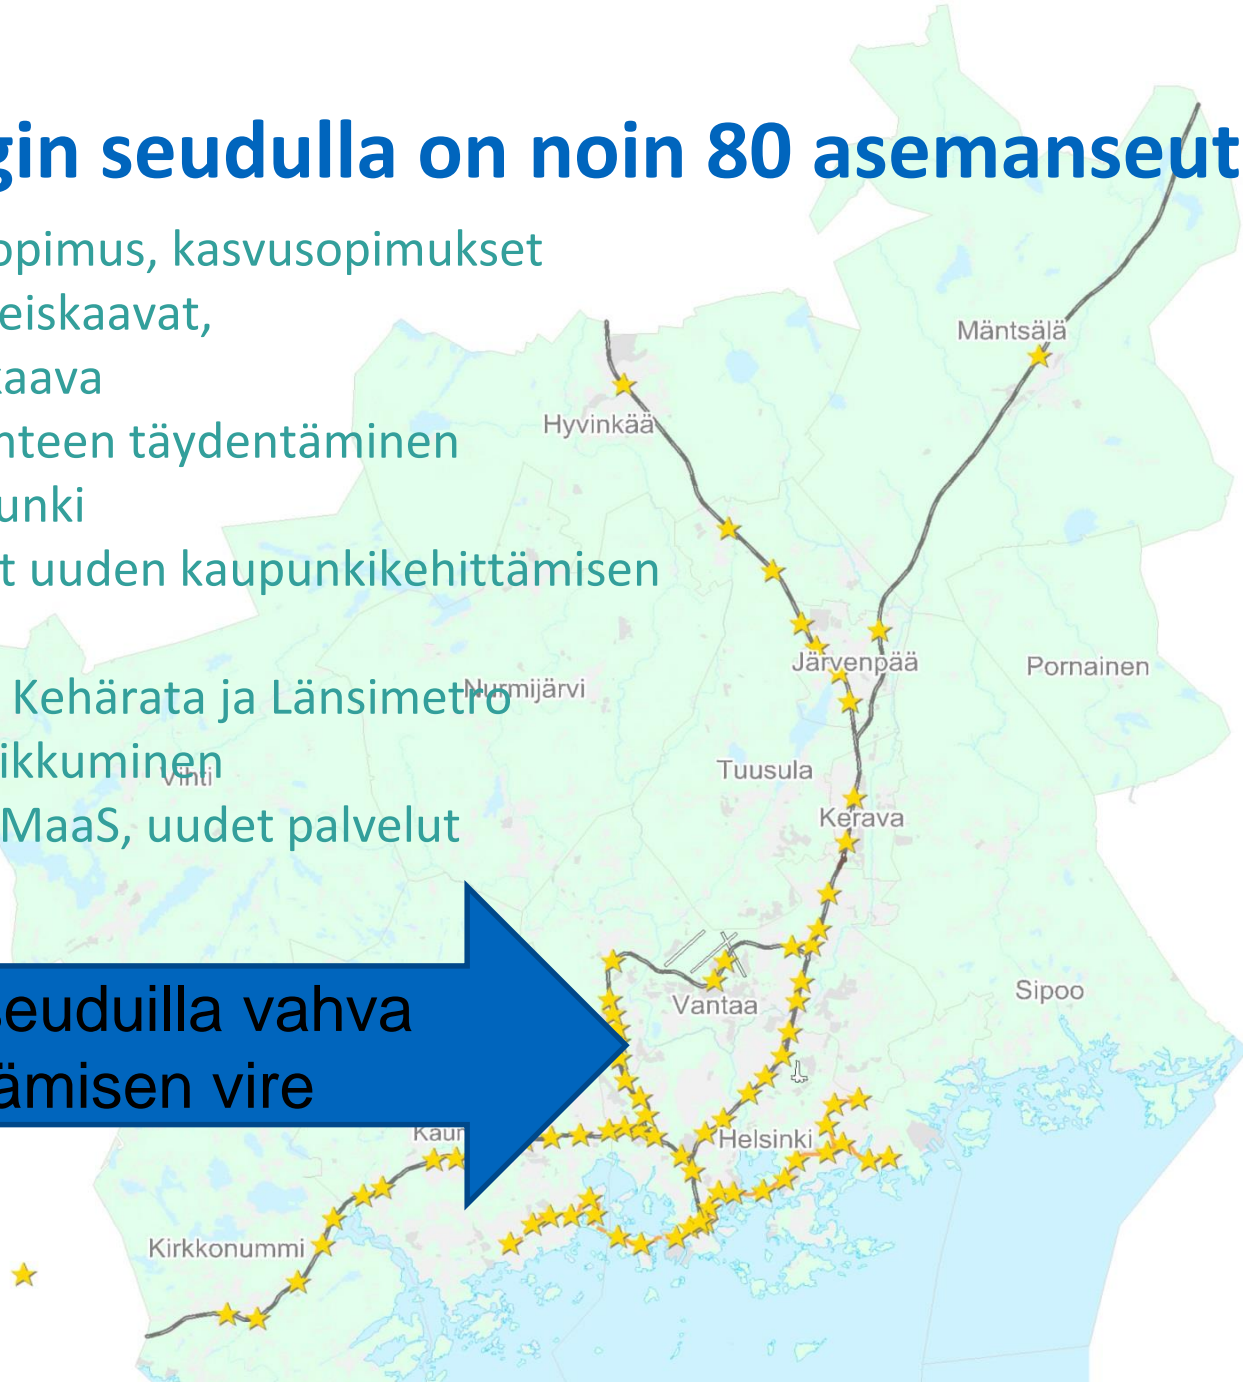 gin seudulla on noin 80 asemanseut
opimus, kasvusopimukset
eiskaavat,
kaava
nteen täydentäminen
unki
t uuden kaupunkikehittämisen
Kehärata ja Länsimetro
ikkuminen
MaaS, uudet palvelut
seuduilla vahva
ämisen vire
Mäntsälä
Hyvinkää
Järvenpää
Pornainen
Nurmijärvi
Tuusula
Vihti
Kerava
Sipoo
Vantaa
Helsinki
Kaun
Kirkkonummi